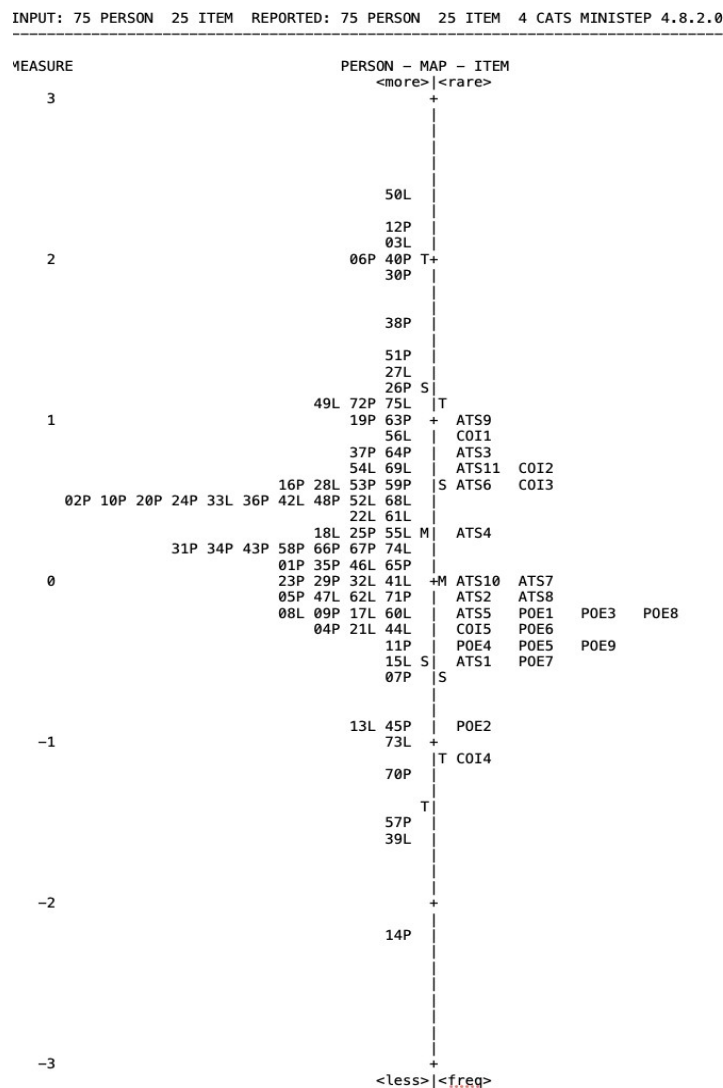 INPUT: 75 PERSON  25 ITEM  REPORTED: 75 PERSON  25 ITEM  4 CATS MINISTEP 4.8.2.0
--------------------------------------------------------------------------------
MEASURE                                  PERSON - MAP - ITEM
<more>|<rare>
3 +
|
|
|
|
|
50L |
|
12P |
03L |
2 06P 40P T+
30P |
|
|
38P |
|
51P |
27L |
26P S|
49L 72P 75L |T
1 19P 63P + ATS9
56L | COI1
37P 64P | ATS3
54L 69L | ATS11 COI2
16P 28L 53P 59P |S ATS6 COI3
02P 10P 20P 24P 33L 36P 42L 48P 52L 68L |
22L 61L |
18L 25P 55L M| ATS4
31P 34P 43P 58P 66P 67P 74L |
01P 35P 46L 65P |
0 23P 29P 32L 41L +M ATS10 ATS7
05P 47L 62L 71P | ATS2 ATS8
08L 09P 17L 60L | ATS5 POE1 POE3 POE8
04P 21L 44L | COI5 POE6
11P | POE4 POE5 POE9
15L S| ATS1 POE7
07P |S
|
|
13L 45P | POE2
-1 73L +
|T COI4
70P |
|
T|
57P |
39L |
|
|
|
-2 +
|
14P |
|
|
|
|
|
|
|
-3 +
<less>|<freq>